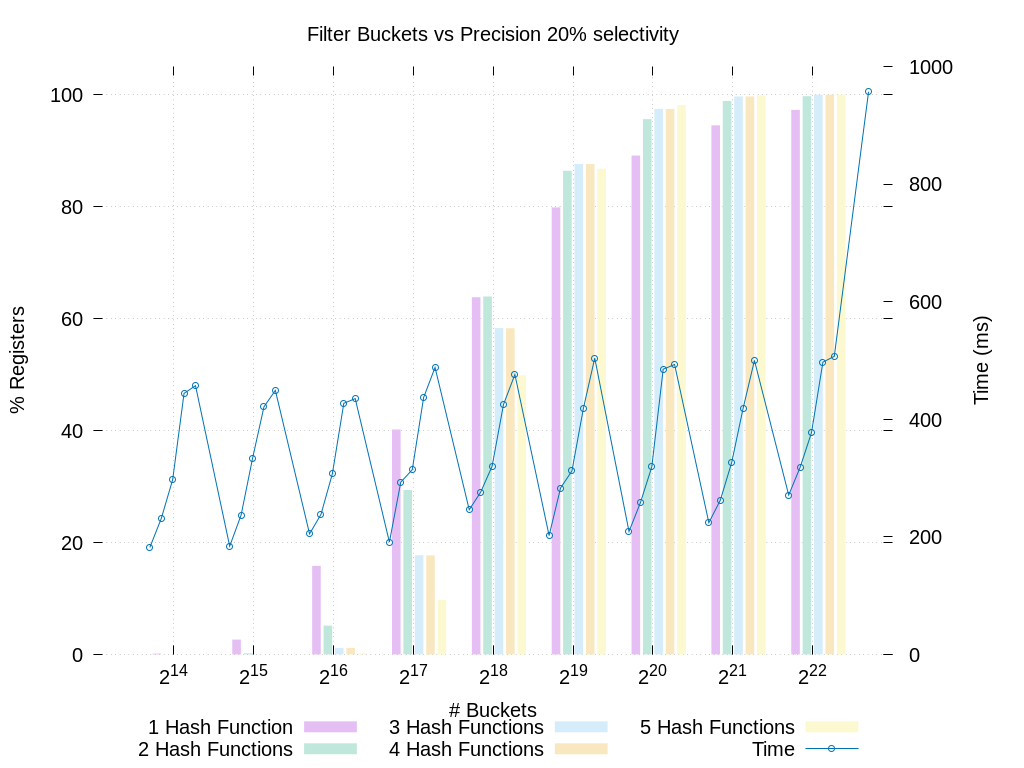 Filter Buckets vs Precision 20% selectivity
1000
100
800
80
% Registers
600
60
Time (ms)
400
40
200
20
0
0
2^14 2^15 2^16 2^17 2^18 2^19 2^20 2^21 2^22
# Buckets
1 Hash Function 3 Hash Functions 5 Hash Functions
2 Hash Functions 4 Hash Functions Time